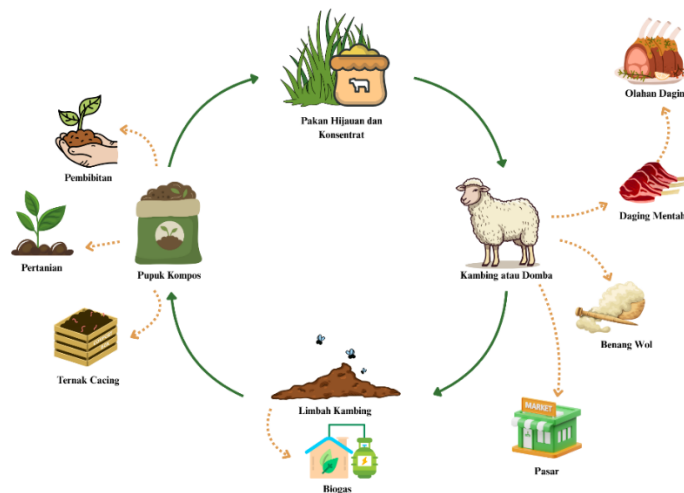 Pakan Hijauan dan
Konsentrat
Olahan Dagin
Pembibitan
Daging Mentah
Pertanian
Pupuk Kompos
Kambing atau Domba
Benang Wol
Ternak Cacing
Limbah Kambing
MARKET
Pasar
Biogas